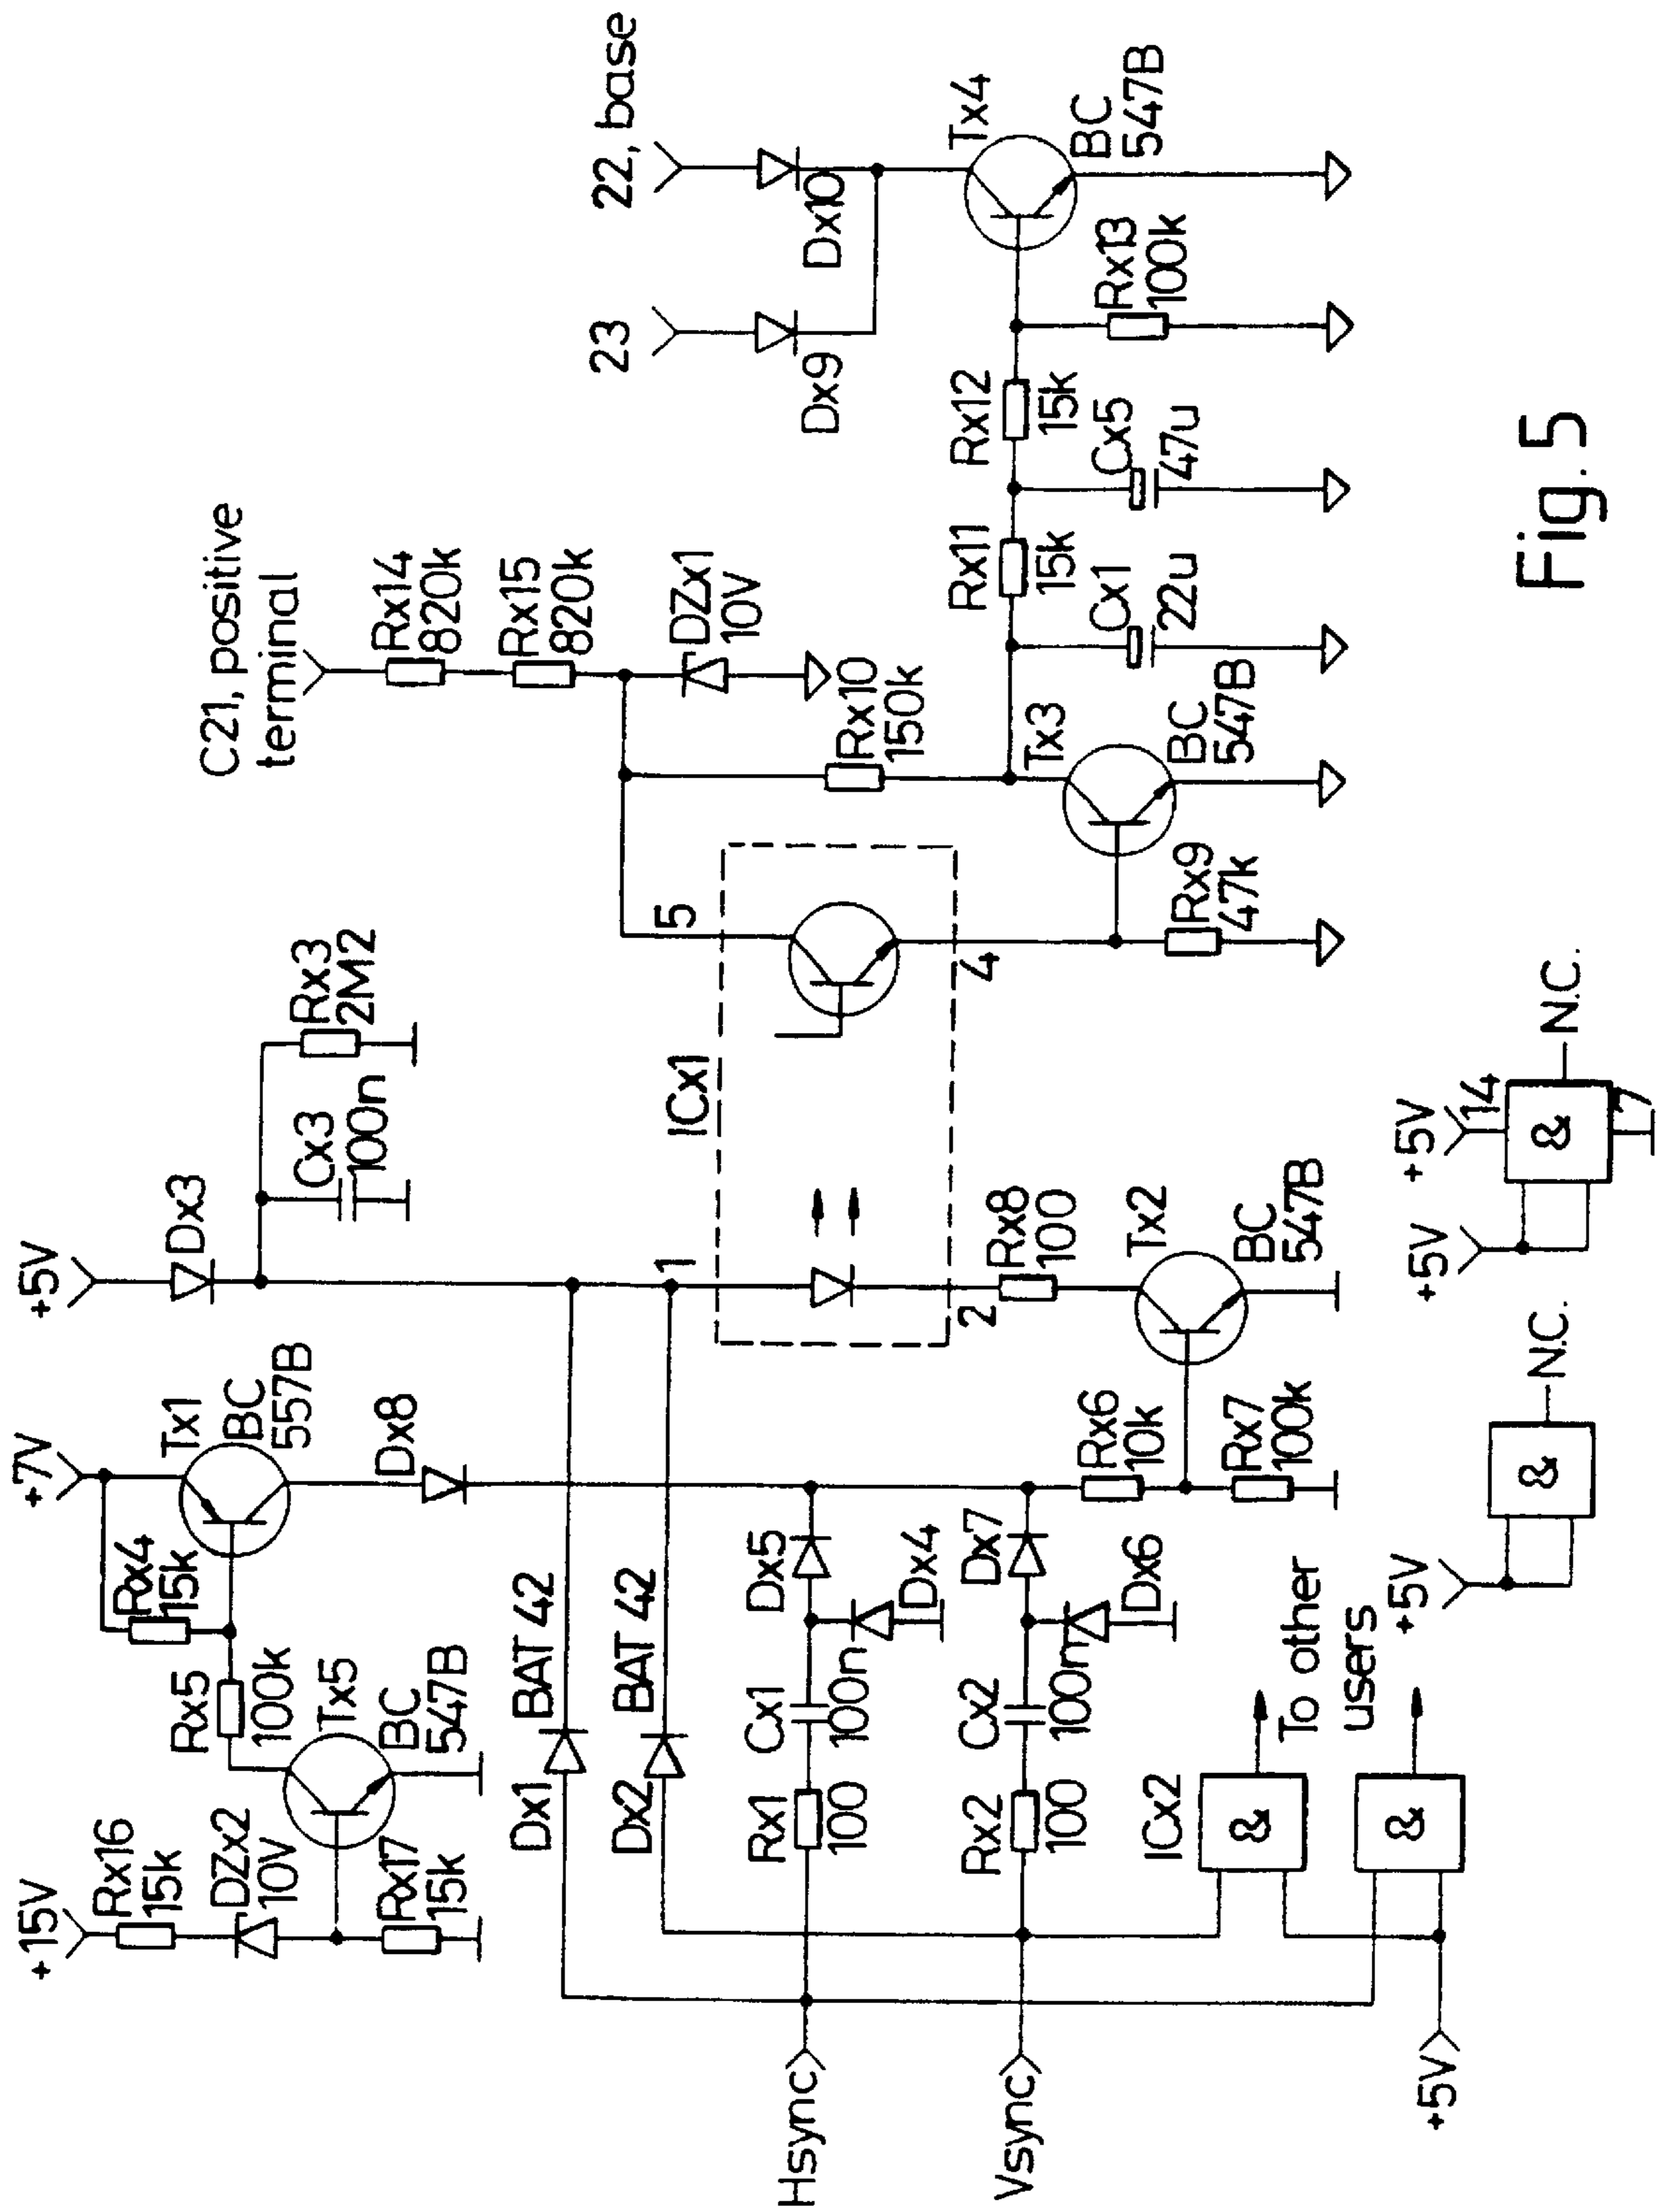 +15V
Rx16
15k
DZx2
10V
Rx17
15k
Rx5
100k
Tx5
BC
547B
Rx4
15k
+7V
Tx1
BC
557B
Dx8
+5V
Dx3
Cx3
100n
Rx3
2M2
C21, positive
terminal
Rx14
820k
Rx15
820k
DZx1
10V
22, base
23
Dx10
Dx9
Dx1
BAT 42
Dx2
BAT 42
1
ICx1
5
4
2
Rx10
150k
Hsync
Rx1
100
Cx1
100n
Dx5
Dx4
Vsync
Rx2
100
Cx2
100n
Dx7
Dx6
Rx6
10k
Rx7
100k
Rx8
100
Tx2
BC
547B
Rx9
47k
Tx3
BC
547B
Rx11
15k
Cx1
22u
Rx12
15k
Cx5
47u
Rx13
100k
Tx4
BC
547B
ICx2
&
&
To other
users
+5V
+5V
&
N.C.
+5V
+5V
14
&
7
N.C.
Fig. 5